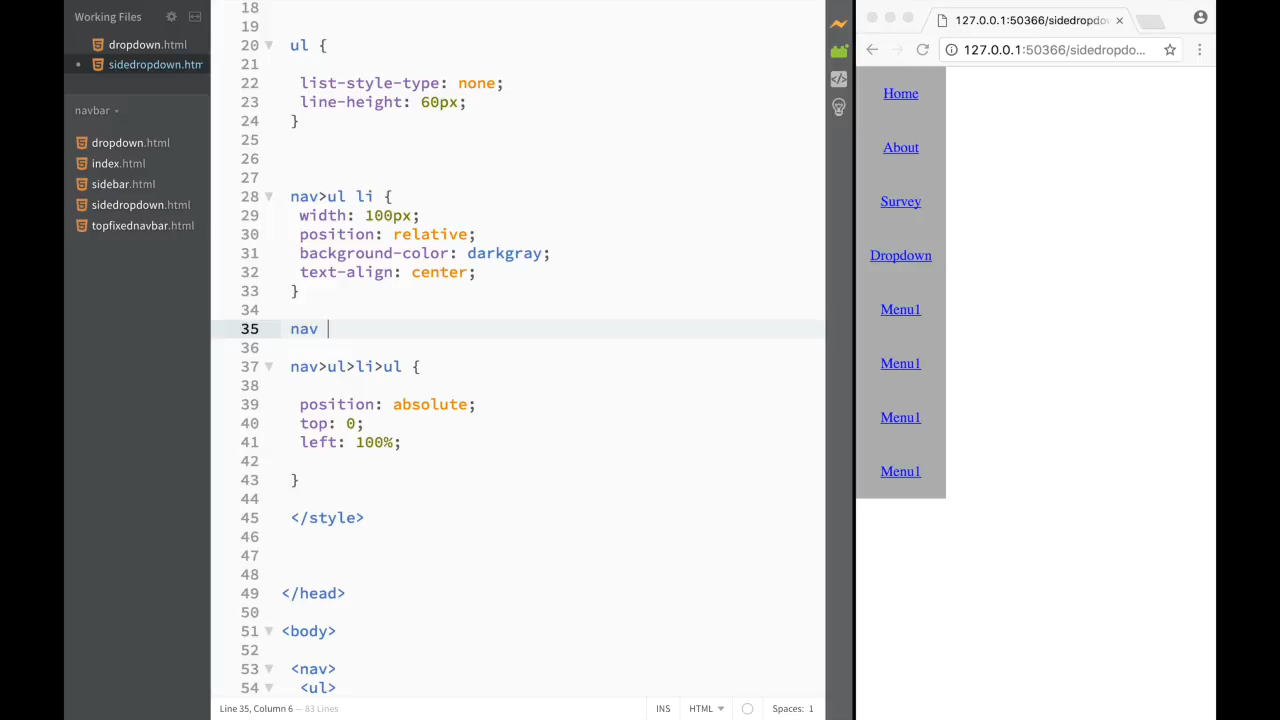 Working Files
dropdown.html
sidedropdown.htm
navbar
dropdown.html
index.html
sidebar.html
sidedropdown.html
topfixednavbar.html
18
19
20 ul {
21
22 list-style-type: none;
23 line-height: 60px;
24 }
25
26
27
28 nav>ul li {
29 width: 100px;
30 position: relative;
31 background-color: darkgray;
32 text-align: center;
33 }
34
35 nav
36
37 nav>ul>li>ul {
38
39 position: absolute;
40 top: 0;
41 left: 100%;
42
43 }
44
45 </style>
46
47
48
49 </head>
50
51 <body>
52
53 <nav>
54 <ul>
Line 35, Column 6 — 83 Lines
INS
HTML
Spaces: 1
127.0.0.1:50366/sidedropdo
127.0.0.1:50366/sidedropdo...
Home
About
Survey
Dropdown
Menu1
Menu1
Menu1
Menu1